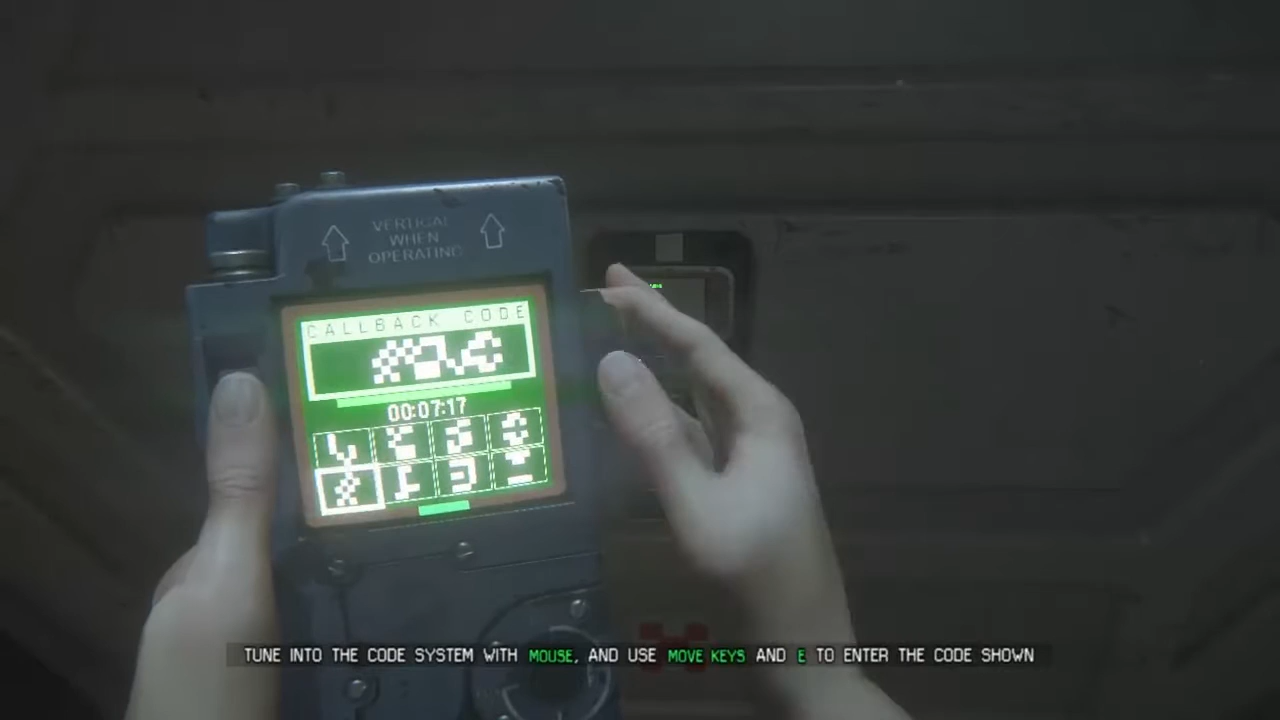 VERTICAL
WHEN
OPERATING
CALLBACK CODE
00:07:17
TUNE INTO THE CODE SYSTEM WITH MOUSE, AND USE MOVE KEYS AND E TO ENTER THE CODE SHOWN